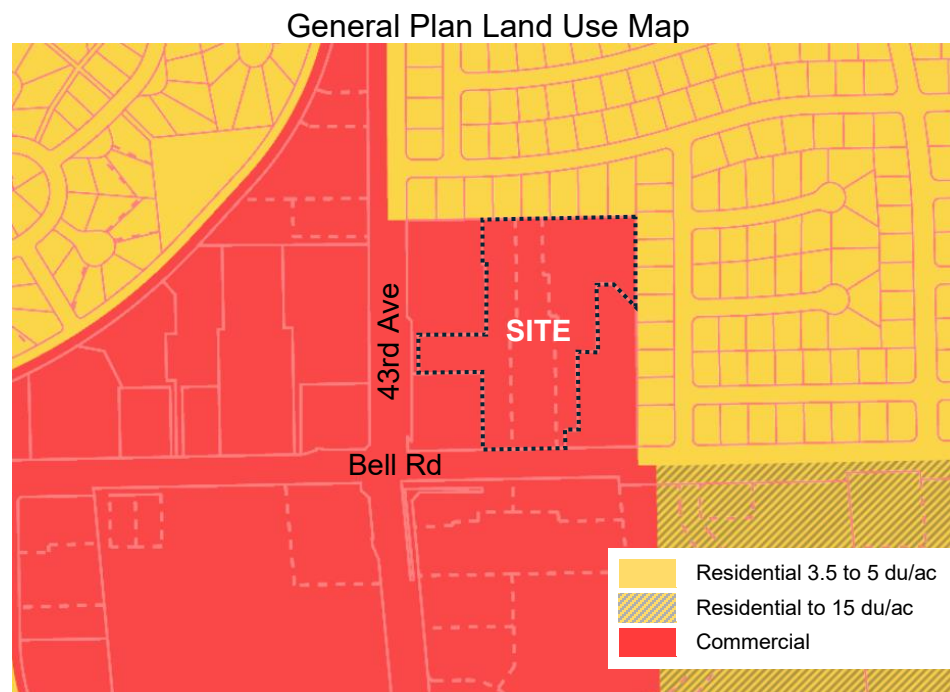 General Plan Land Use Map
43rd Ave
SITE
Bell Rd
Residential 3.5 to 5 du/ac
Residential to 15 du/ac
Commercial